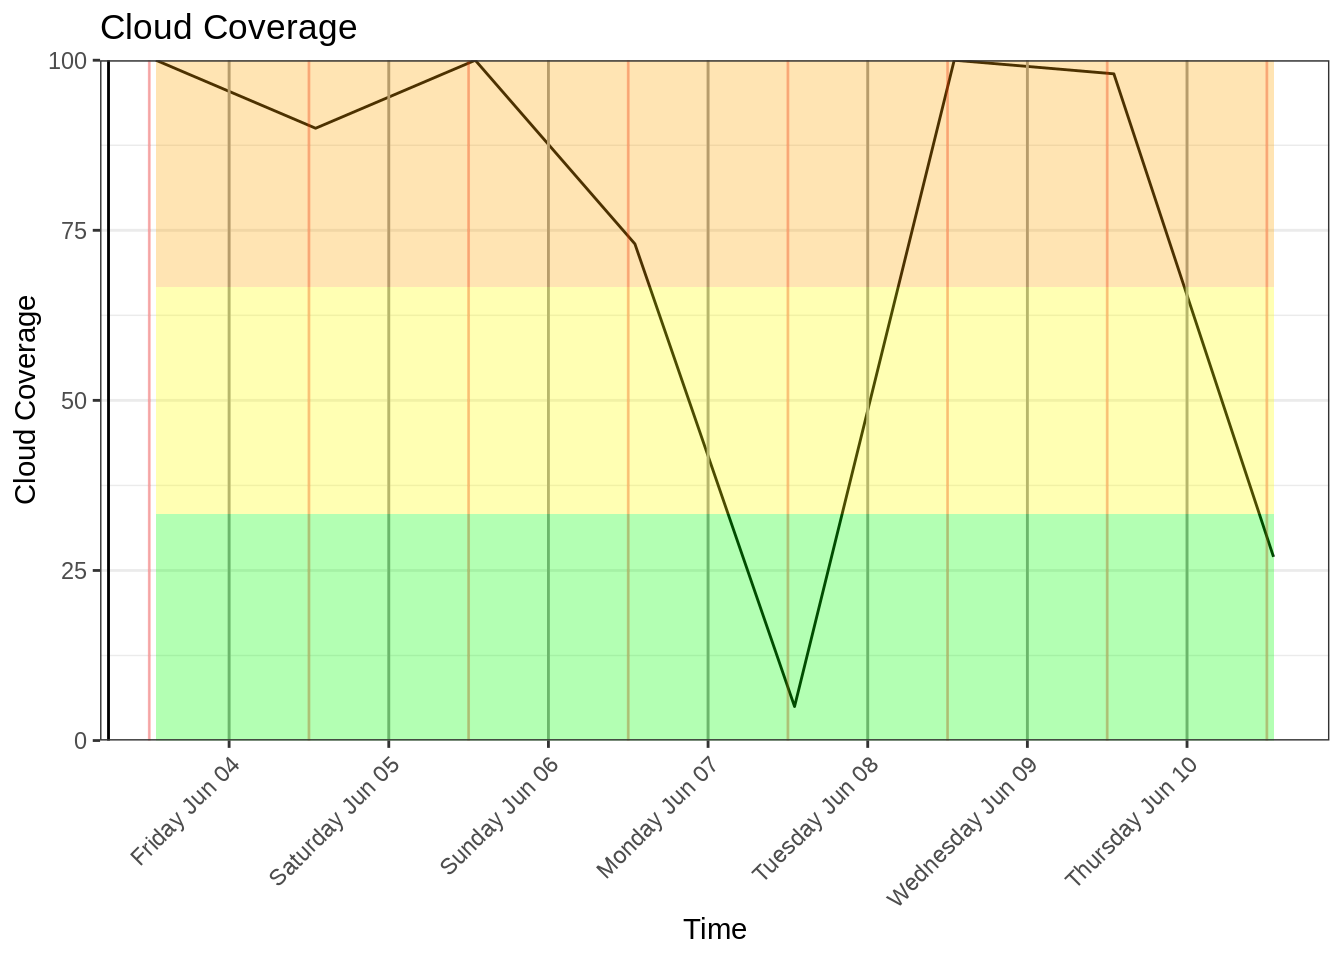 Cloud Coverage
100
75
50
25
0
Cloud Coverage
Friday Jun 04
Saturday Jun 05
Sunday Jun 06
Monday Jun 07
Tuesday Jun 08
Wednesday Jun 09
Thursday Jun 10
Time